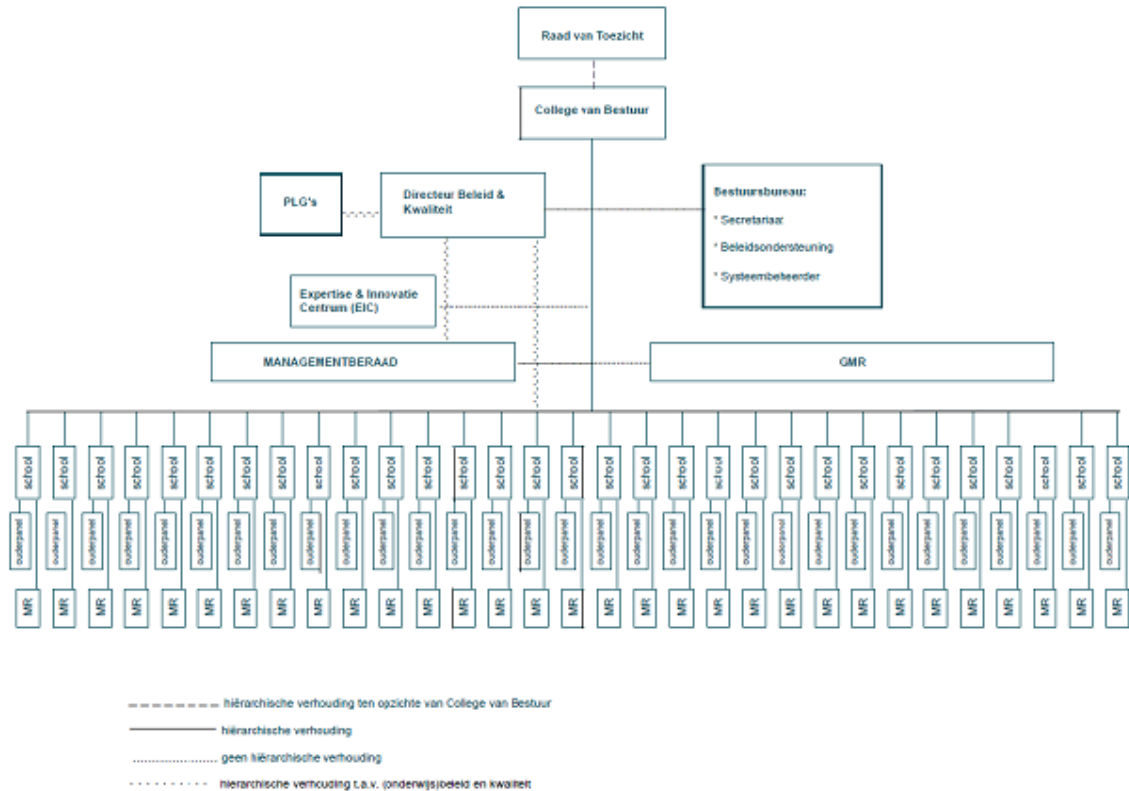 Raad van Toezicht
College van Bestuur
PLG's
Directeur Beleid &
Kwaliteit
Bestuursbureau:
* Secretariaat
* Beleidsondersteuning
* Systeembeheerder
Expertise & Innovatie
Centrum (EIC)
MANAGEMENTBERAAD
GMR
school school school school school school school school school school school school school school school school school school school school school school school school school school school school school school school
ouderpanel ouderpanel ouderpanel ouderpanel ouderpanel ouderpanel ouderpanel ouderpanel ouderpanel ouderpanel ouderpanel ouderpanel ouderpanel ouderpanel ouderpanel ouderpanel ouderpanel ouderpanel ouderpanel ouderpanel ouderpanel ouderpanel ouderpanel ouderpanel ouderpanel ouderpanel ouderpanel ouderpanel ouderpanel ouderpanel ouderpanel
MR MR MR MR MR MR MR MR MR MR MR MR MR MR MR MR MR MR MR MR MR MR MR MR MR MR MR MR MR MR MR
hiërarchische verhouding ten opzichte van College van Bestuur
hiërarchische verhouding
geen hiërarchische verhouding
hiërarchische verhouding t.a.v. (onderwijs)beleid en kwaliteit